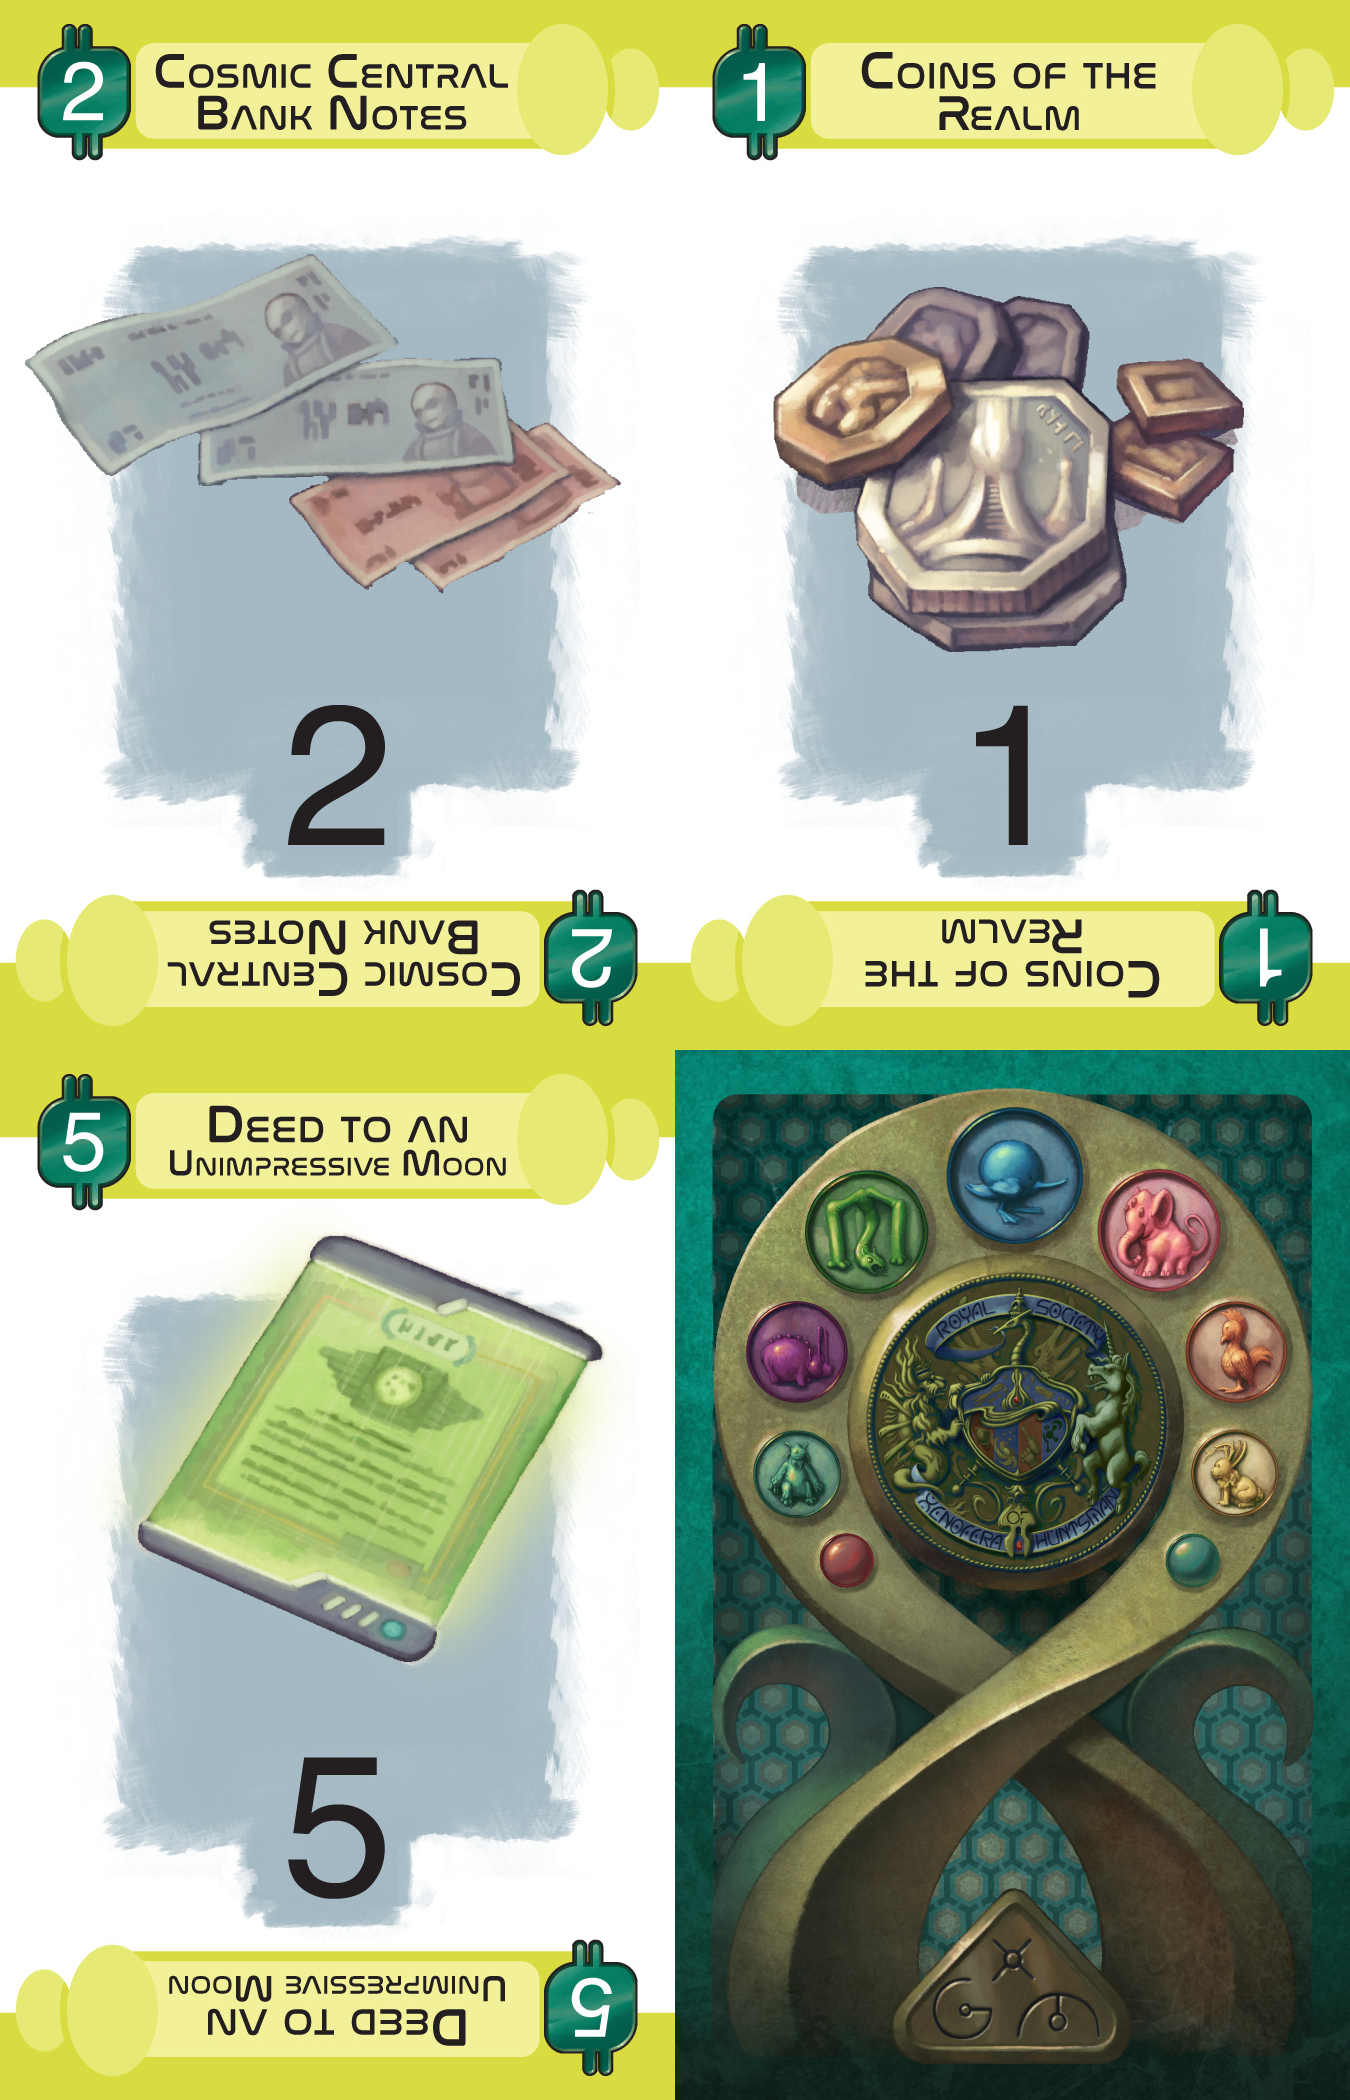 2
Cosmic Central
Bank Notes
2
Cosmic Central
Bank Notes
2
1
Coins of the
Realm
1
Coins of the
Realm
1
5
Deed to an
Unimpressive Moon
5
Deed to an
Unimpressive Moon
5
ROYAL SOCIETY
OF
XENOFERA HUNTSMAN